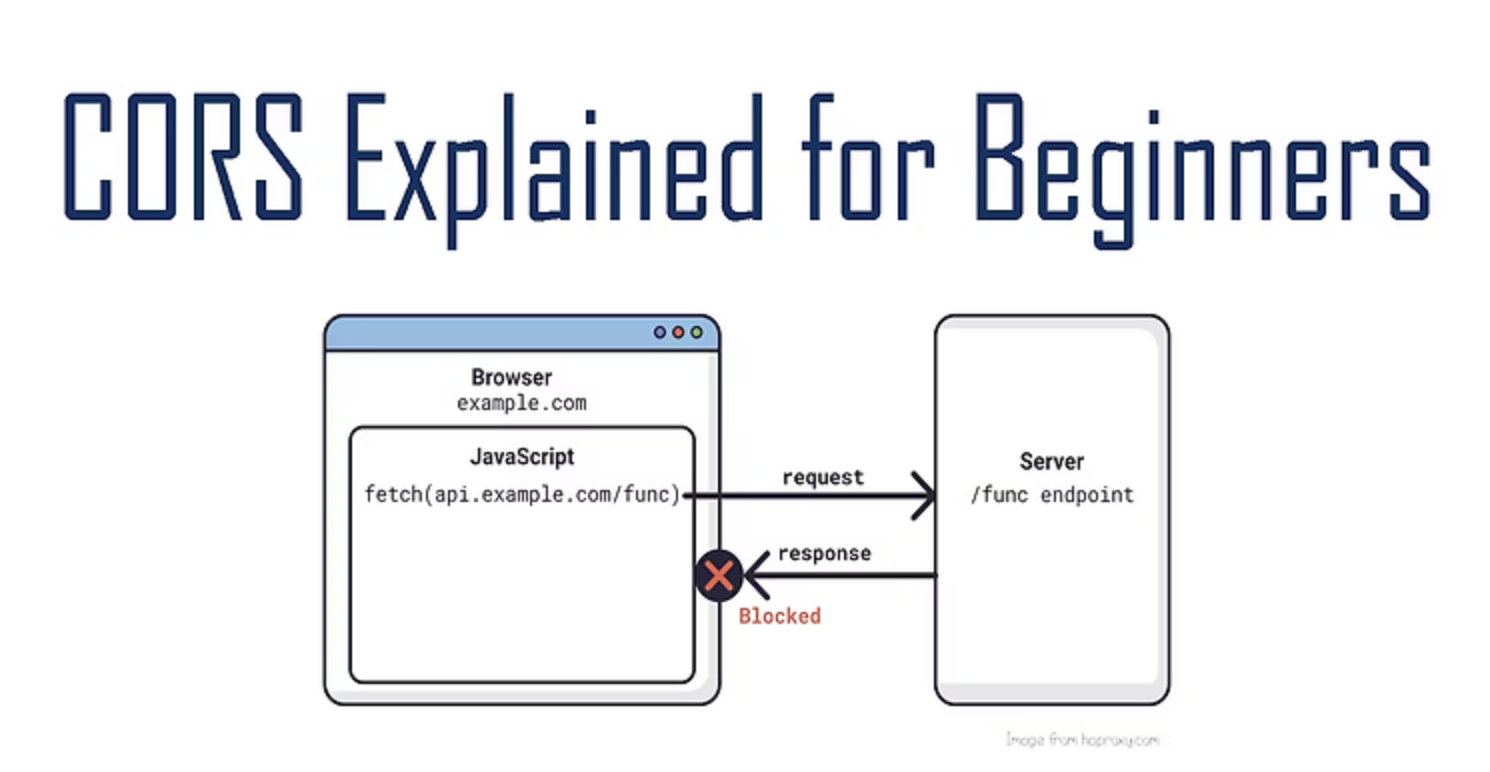 CORS Explained for Beginners
Browser
example.com
JavaScript
fetch(api.example.com/func)
request
response
Blocked
Server
/func endpoint
Image from haproxy.com